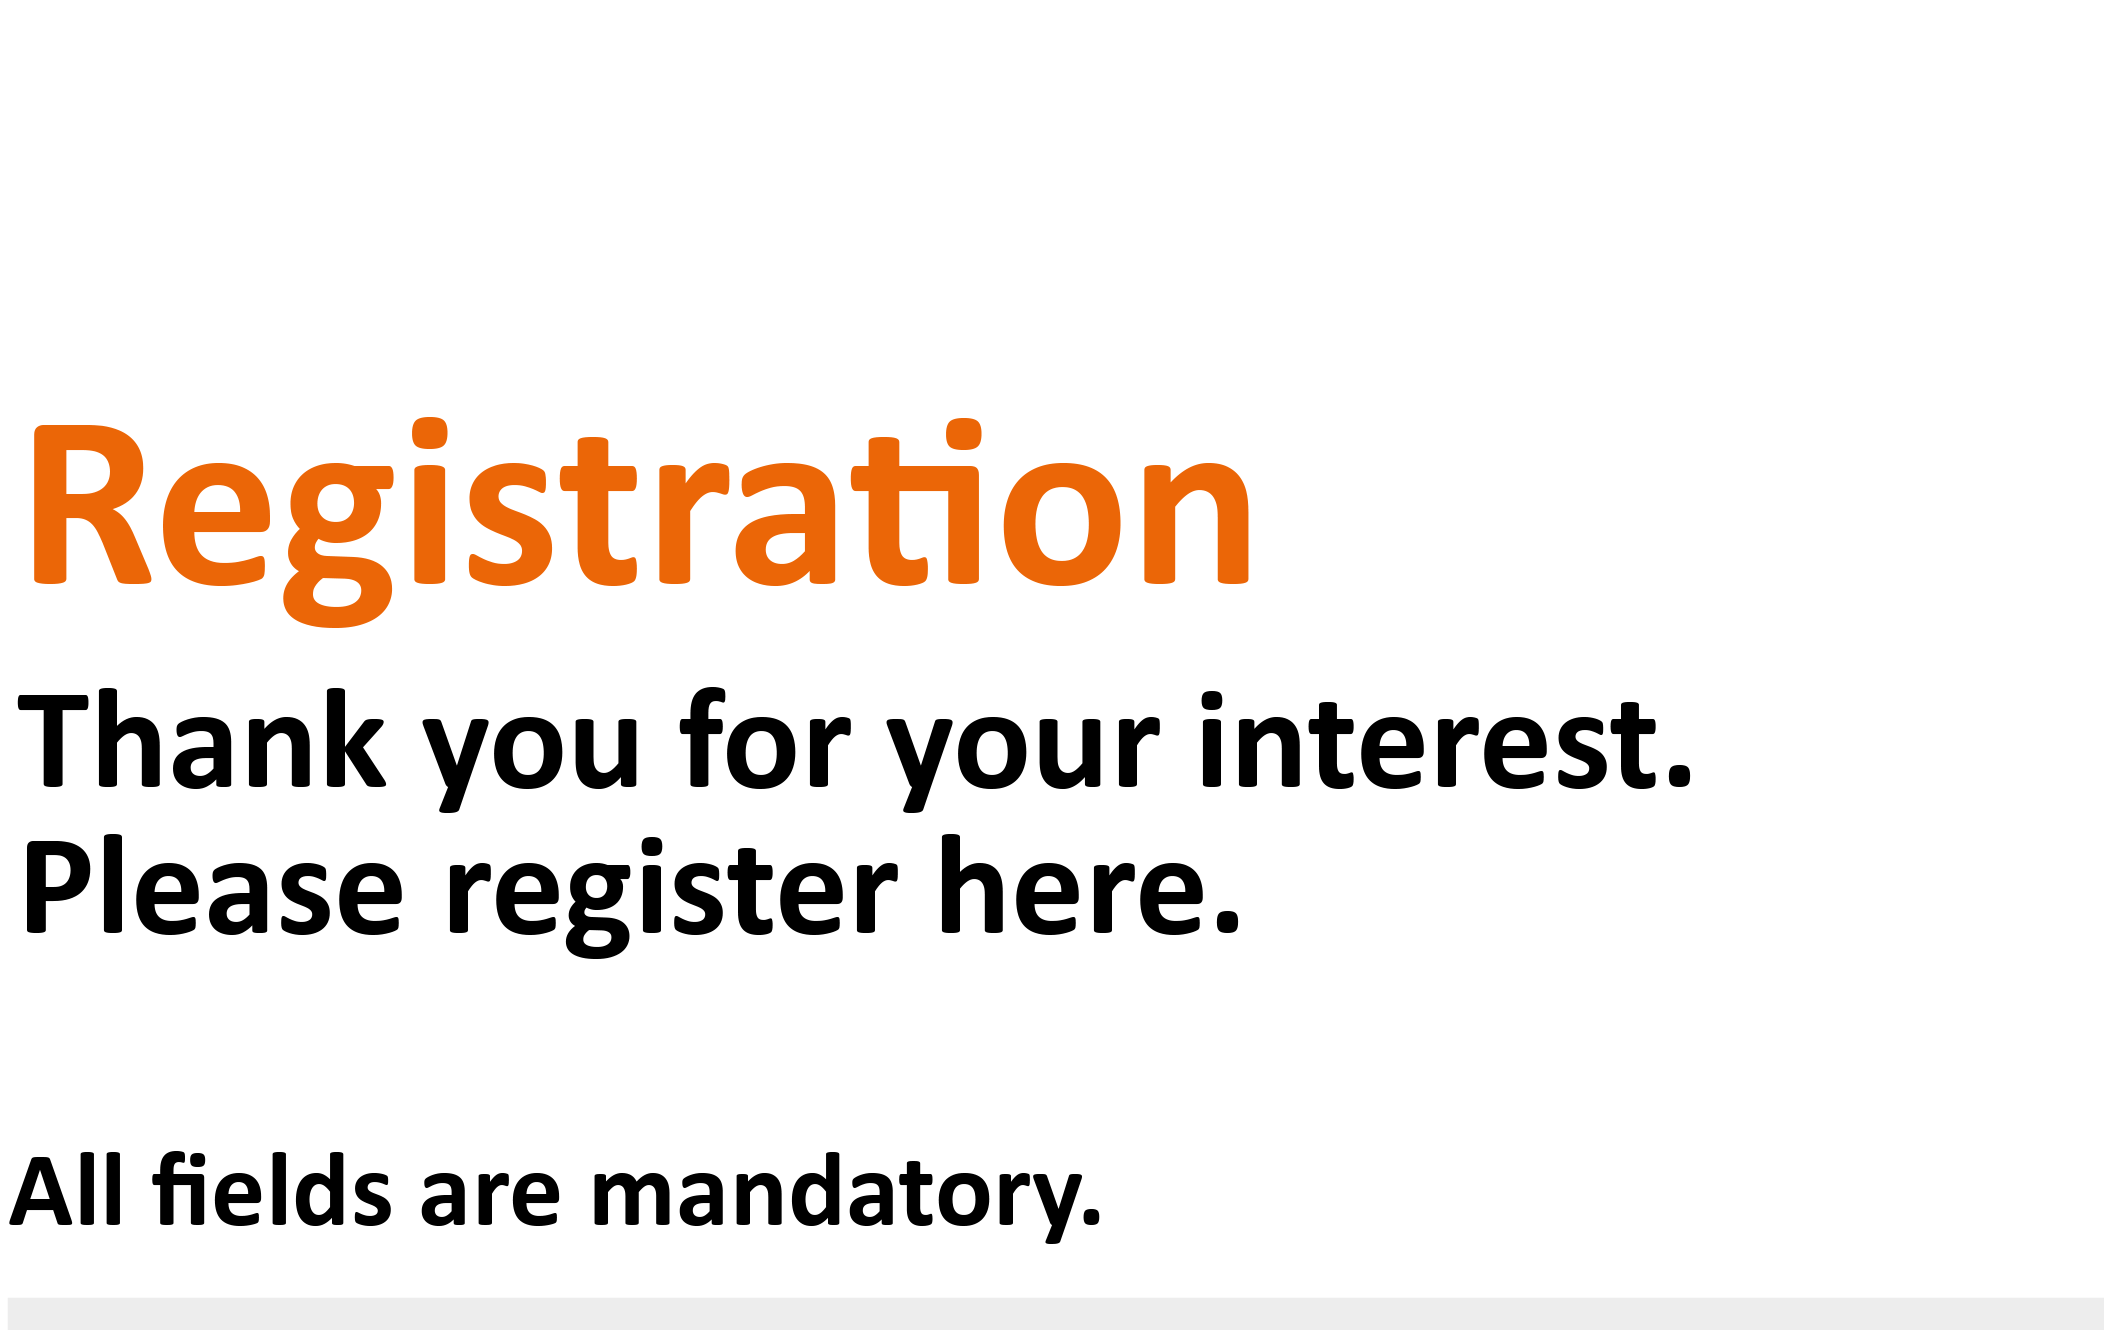 Registration
Thank you for your interest.
Please register here.
All fields are mandatory.